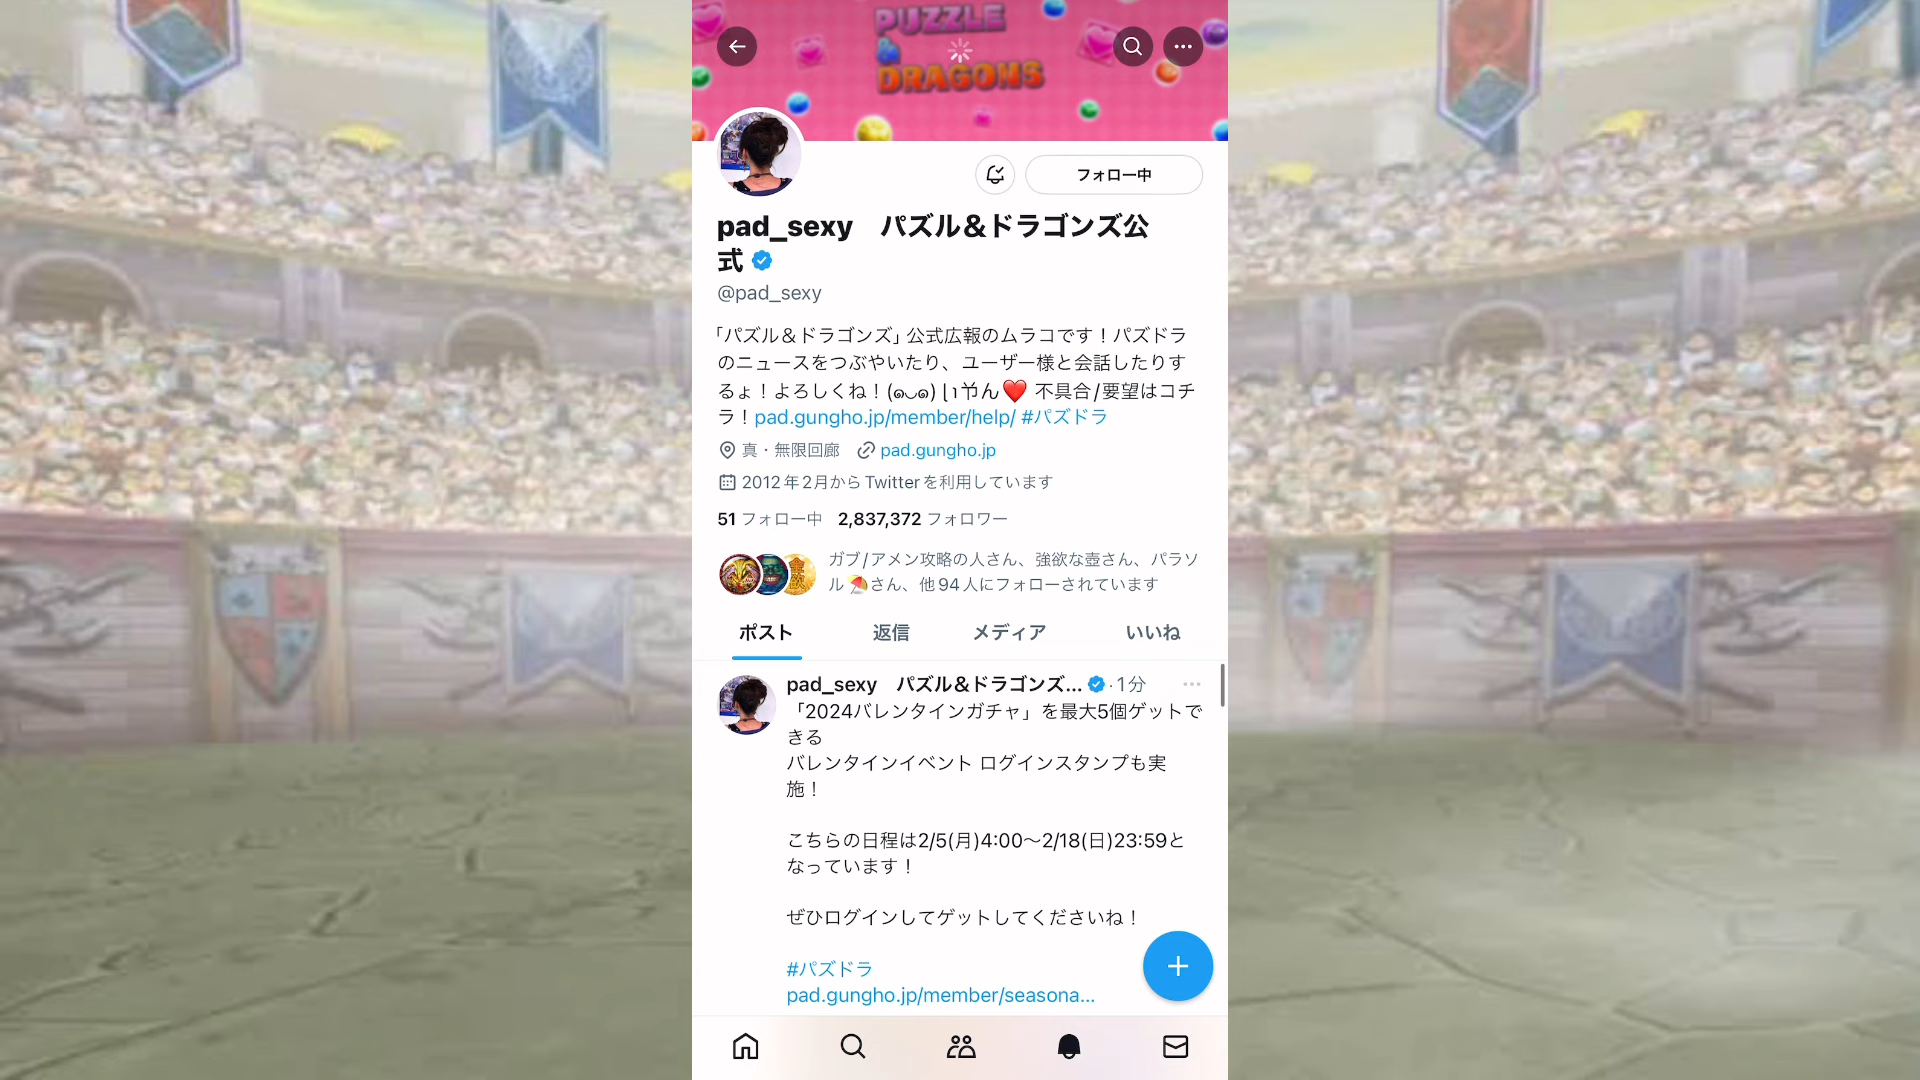 PUZZLE
&
DRAGONS
フォロー中
pad_sexy パズル&ドラゴンズ公
式
@pad_sexy
「パズル&ドラゴンズ」公式広報のムラコです！パズドラ
のニュースをつぶやいたり、ユーザー様と会話したりす
るょ！よろしくね！(๑◡๑) ﾚ1 竹ん❤️ 不具合/要望はコチ
ラ！pad.gungho.jp/member/help/ #パズドラ
真・無限回廊 pad.gungho.jp
2012年2月からTwitterを利用しています
51 フォロー中 2,837,372 フォロワー
ガブ/アメン攻略の人さん、強欲な壺さん、パラソ
ル⛱️さん、他94人にフォローされています
ポスト 返信 メディア いいね
pad_sexy パズル&ドラゴンズ... · 1分
「2024バレンタインガチャ」を最大5個ゲットで
きる
バレンタインイベント ログインスタンプも実
施！
こちらの日程は2/5(月)4:00〜2/18(日)23:59と
なっています！
ぜひログインしてゲットしてくださいね！
#パズドラ
pad.gungho.jp/member/seasona...